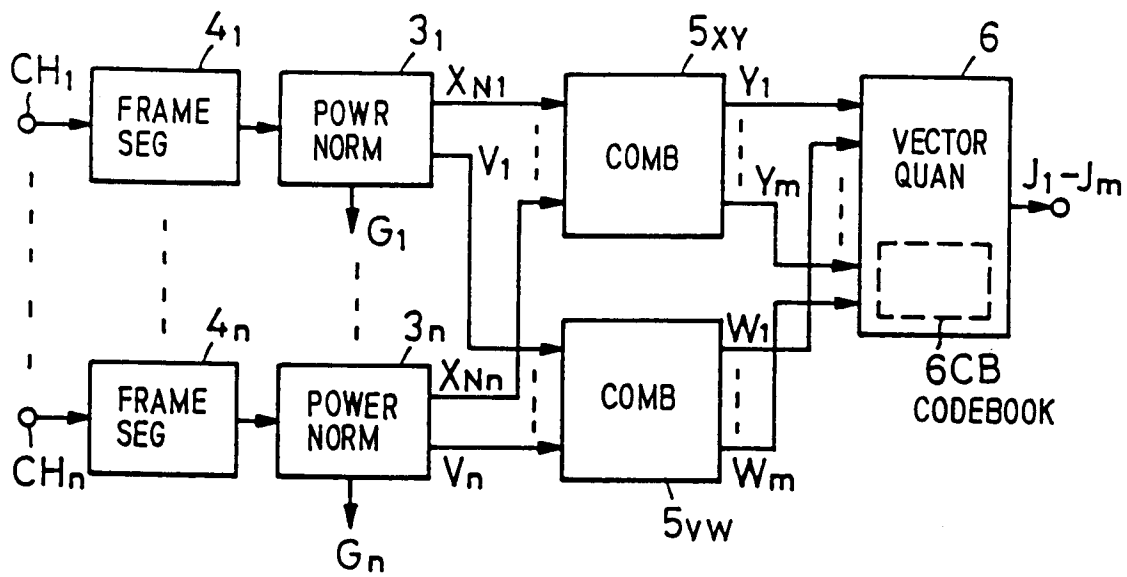 CH₁
4₁
FRAME
SEG
3₁
POWR
NORM
G₁
X_N1
V₁
5_XY
COMB
Y₁
Y_m
6
VECTOR
QUAN
J₁-J_m
6CB
CODEBOOK
CH_n
4_n
FRAME
SEG
3_n
POWER
NORM
G_n
X_Nn
V_n
COMB
5_VW
W₁
W_m